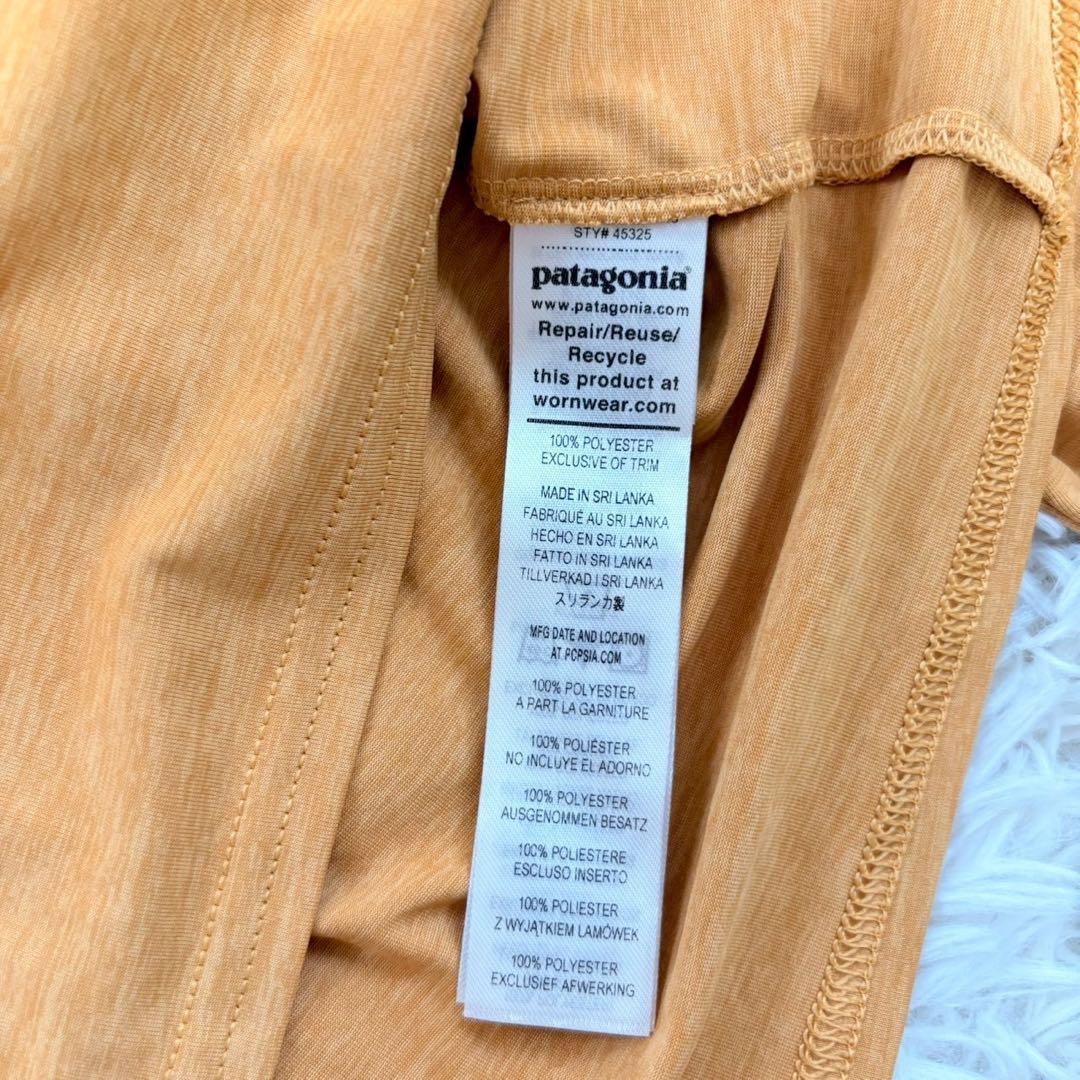 STY# 45325
patagonia®
www.patagonia.com
Repair/Reuse/
Recycle
this product at
wornwear.com
100% POLYESTER
EXCLUSIVE OF TRIM
MADE IN SRI LANKA
FABRIQUÉ AU SRI LANKA
HECHO EN SRI LANKA
FATTO IN SRI LANKA
TILLVERKAD I SRI LANKA
スリランカ製
MFG DATE AND LOCATION
AT PCPSIA.COM
100% POLYESTER
A PART LA GARNITURE
100% POLIÉSTER
NO INCLUYE EL ADORNO
100% POLYESTER
AUSGENOMMEN BESATZ
100% POLIESTERE
ESCLUSO INSERTO
100% POLIESTER
Z WYJĄTKIEM LAMÓWEK
100% POLYESTER
EXCLUSIEF AFWERKING